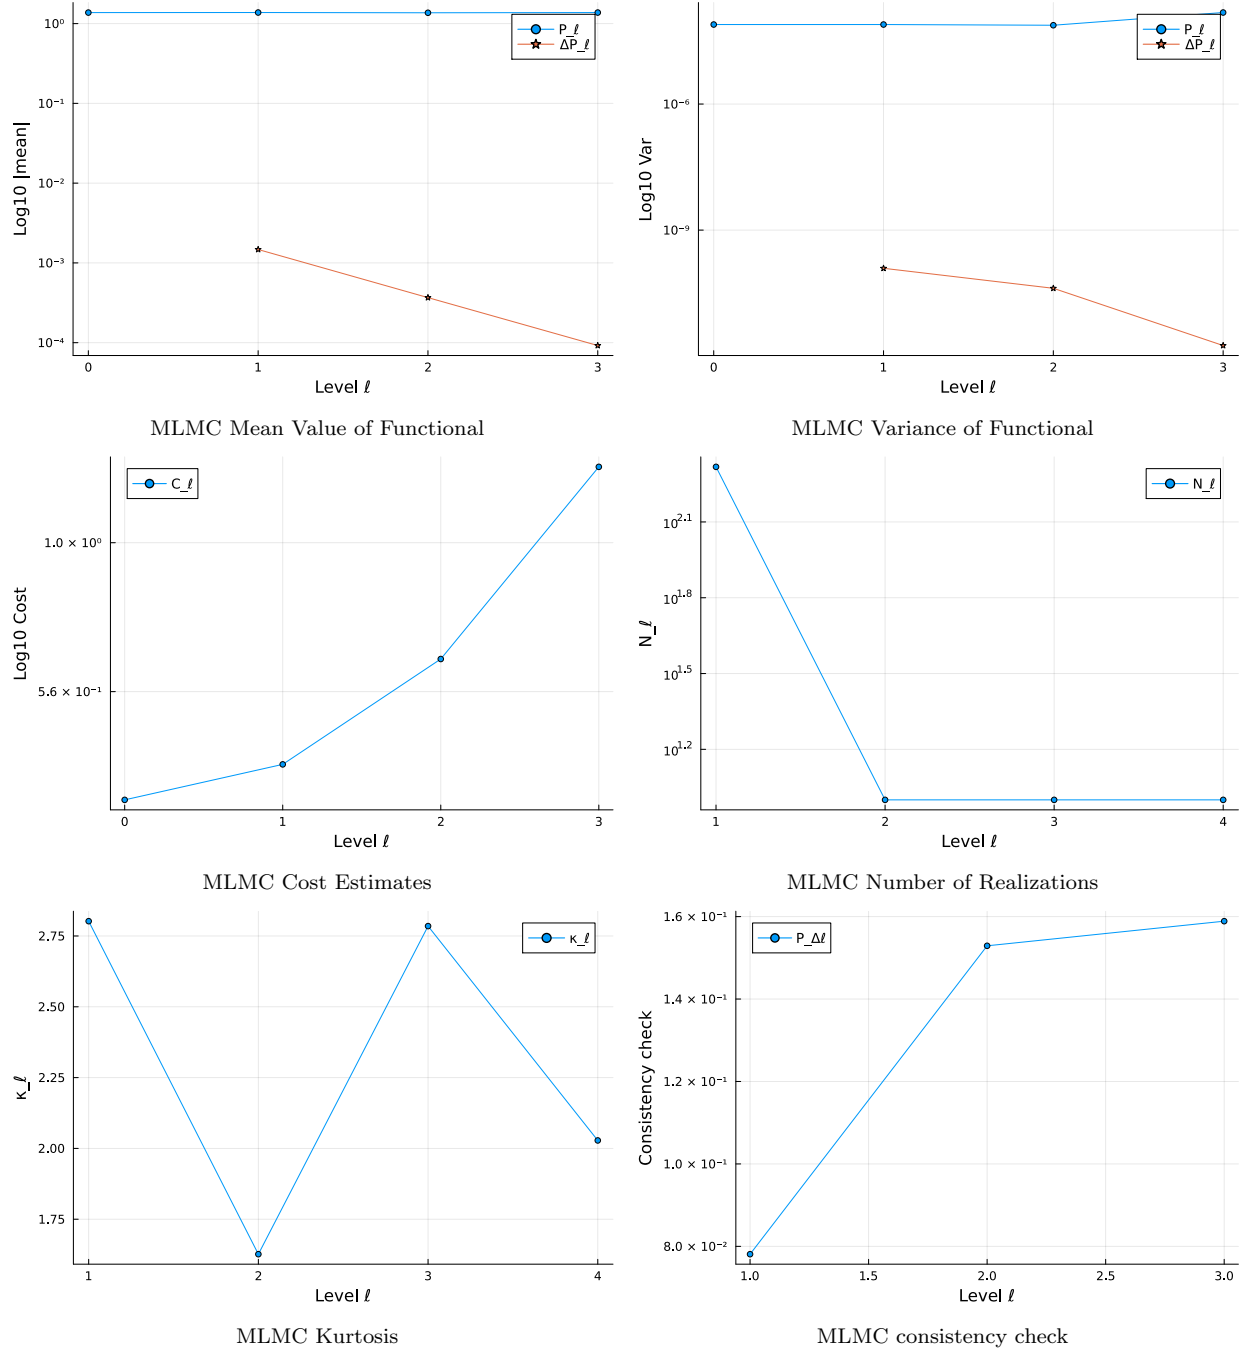 Log10 |mean|
10⁰
10⁻¹
10⁻²
10⁻³
10⁻⁴
P_ℓ
ΔP_ℓ
0 1 2 3
Level ℓ
MLMC Mean Value of Functional
Log10 Var
10⁻⁶
10⁻⁹
P_ℓ
ΔP_ℓ
0 1 2 3
Level ℓ
MLMC Variance of Functional
Log10 Cost
1.0 × 10⁰
5.6 × 10⁻¹
C_ℓ
0 1 2 3
Level ℓ
MLMC Cost Estimates
N_ℓ
10^2.1
10^1.8
10^1.5
10^1.2
N_ℓ
1 2 3 4
Level ℓ
MLMC Number of Realizations
κ_ℓ
2.75
2.50
2.25
2.00
1.75
κ_ℓ
1 2 3 4
Level ℓ
MLMC Kurtosis
Consistency check
1.6 × 10⁻¹
1.4 × 10⁻¹
1.2 × 10⁻¹
1.0 × 10⁻¹
8.0 × 10⁻²
P_Δℓ
1.0 1.5 2.0 2.5 3.0
Level ℓ
MLMC consistency check